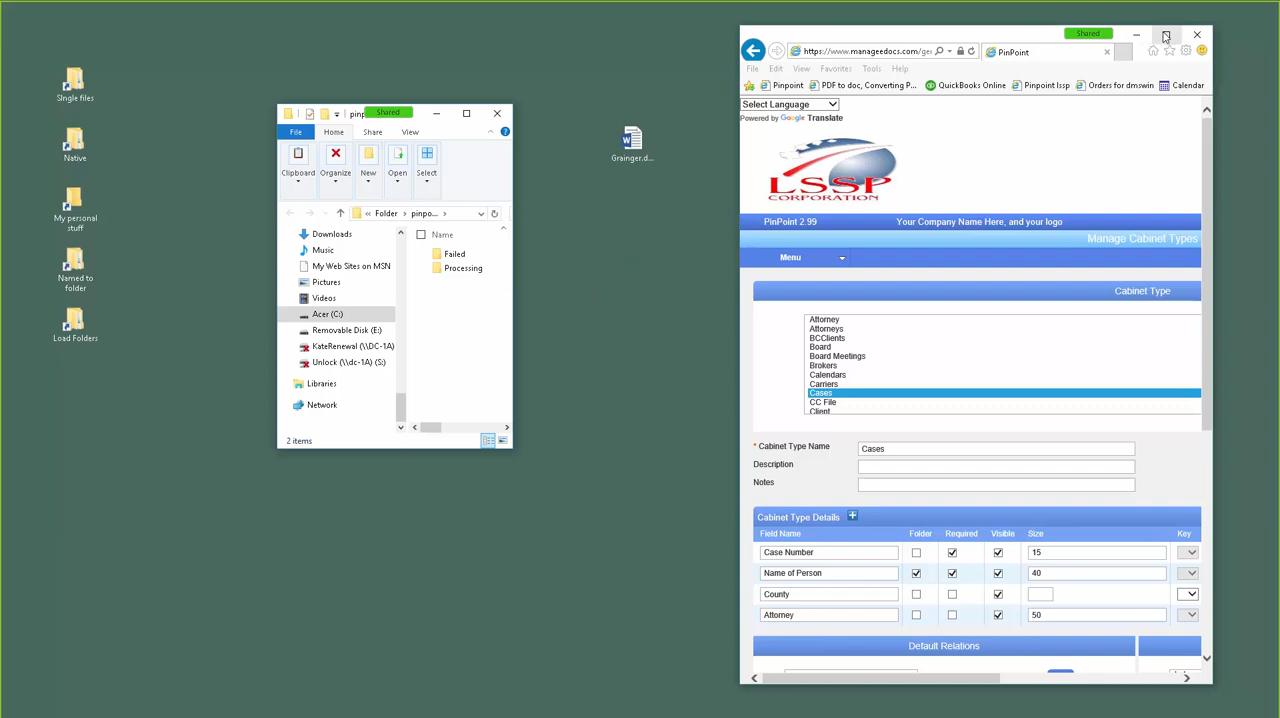 SIngle files
Native
My personal
stuff
Named to
folder
Load Folders
Shared
File
Home
Share
View
Clipboard
Organize
New
Open
Select
« Folder › pinpo... ›
Downloads
Music
My Web Sites on MSN
Pictures
Videos
Acer (C:)
Removable Disk (E:)
KateRenewal (\\DC-1A)
Unlock (\\dc-1A) (S:)
Libraries
Network
Name
Failed
Processing
2 items
Grainger.d...
Shared
https://www.manageedocs.com/ge
PinPoint
File Edit View Favorites Tools Help
Pinpoint
PDF to doc, Converting P...
QuickBooks Online
Pinpoint lssp
Orders for dmswin
Calendar
Select Language
Powered by Google Translate
LSSP
CORPORATION
PinPoint 2.99
Your Company Name Here, and your logo
Manage Cabinet Types
Menu
Cabinet Type
Attorney
Attorneys
BCClients
Board
Board Meetings
Brokers
Calendars
Carriers
Cases
CC File
Client
* Cabinet Type Name
Cases
Description
Notes
Cabinet Type Details
Field Name Folder Required Visible Size Key
Case Number 15
Name of Person 40
County
Attorney 50
Default Relations